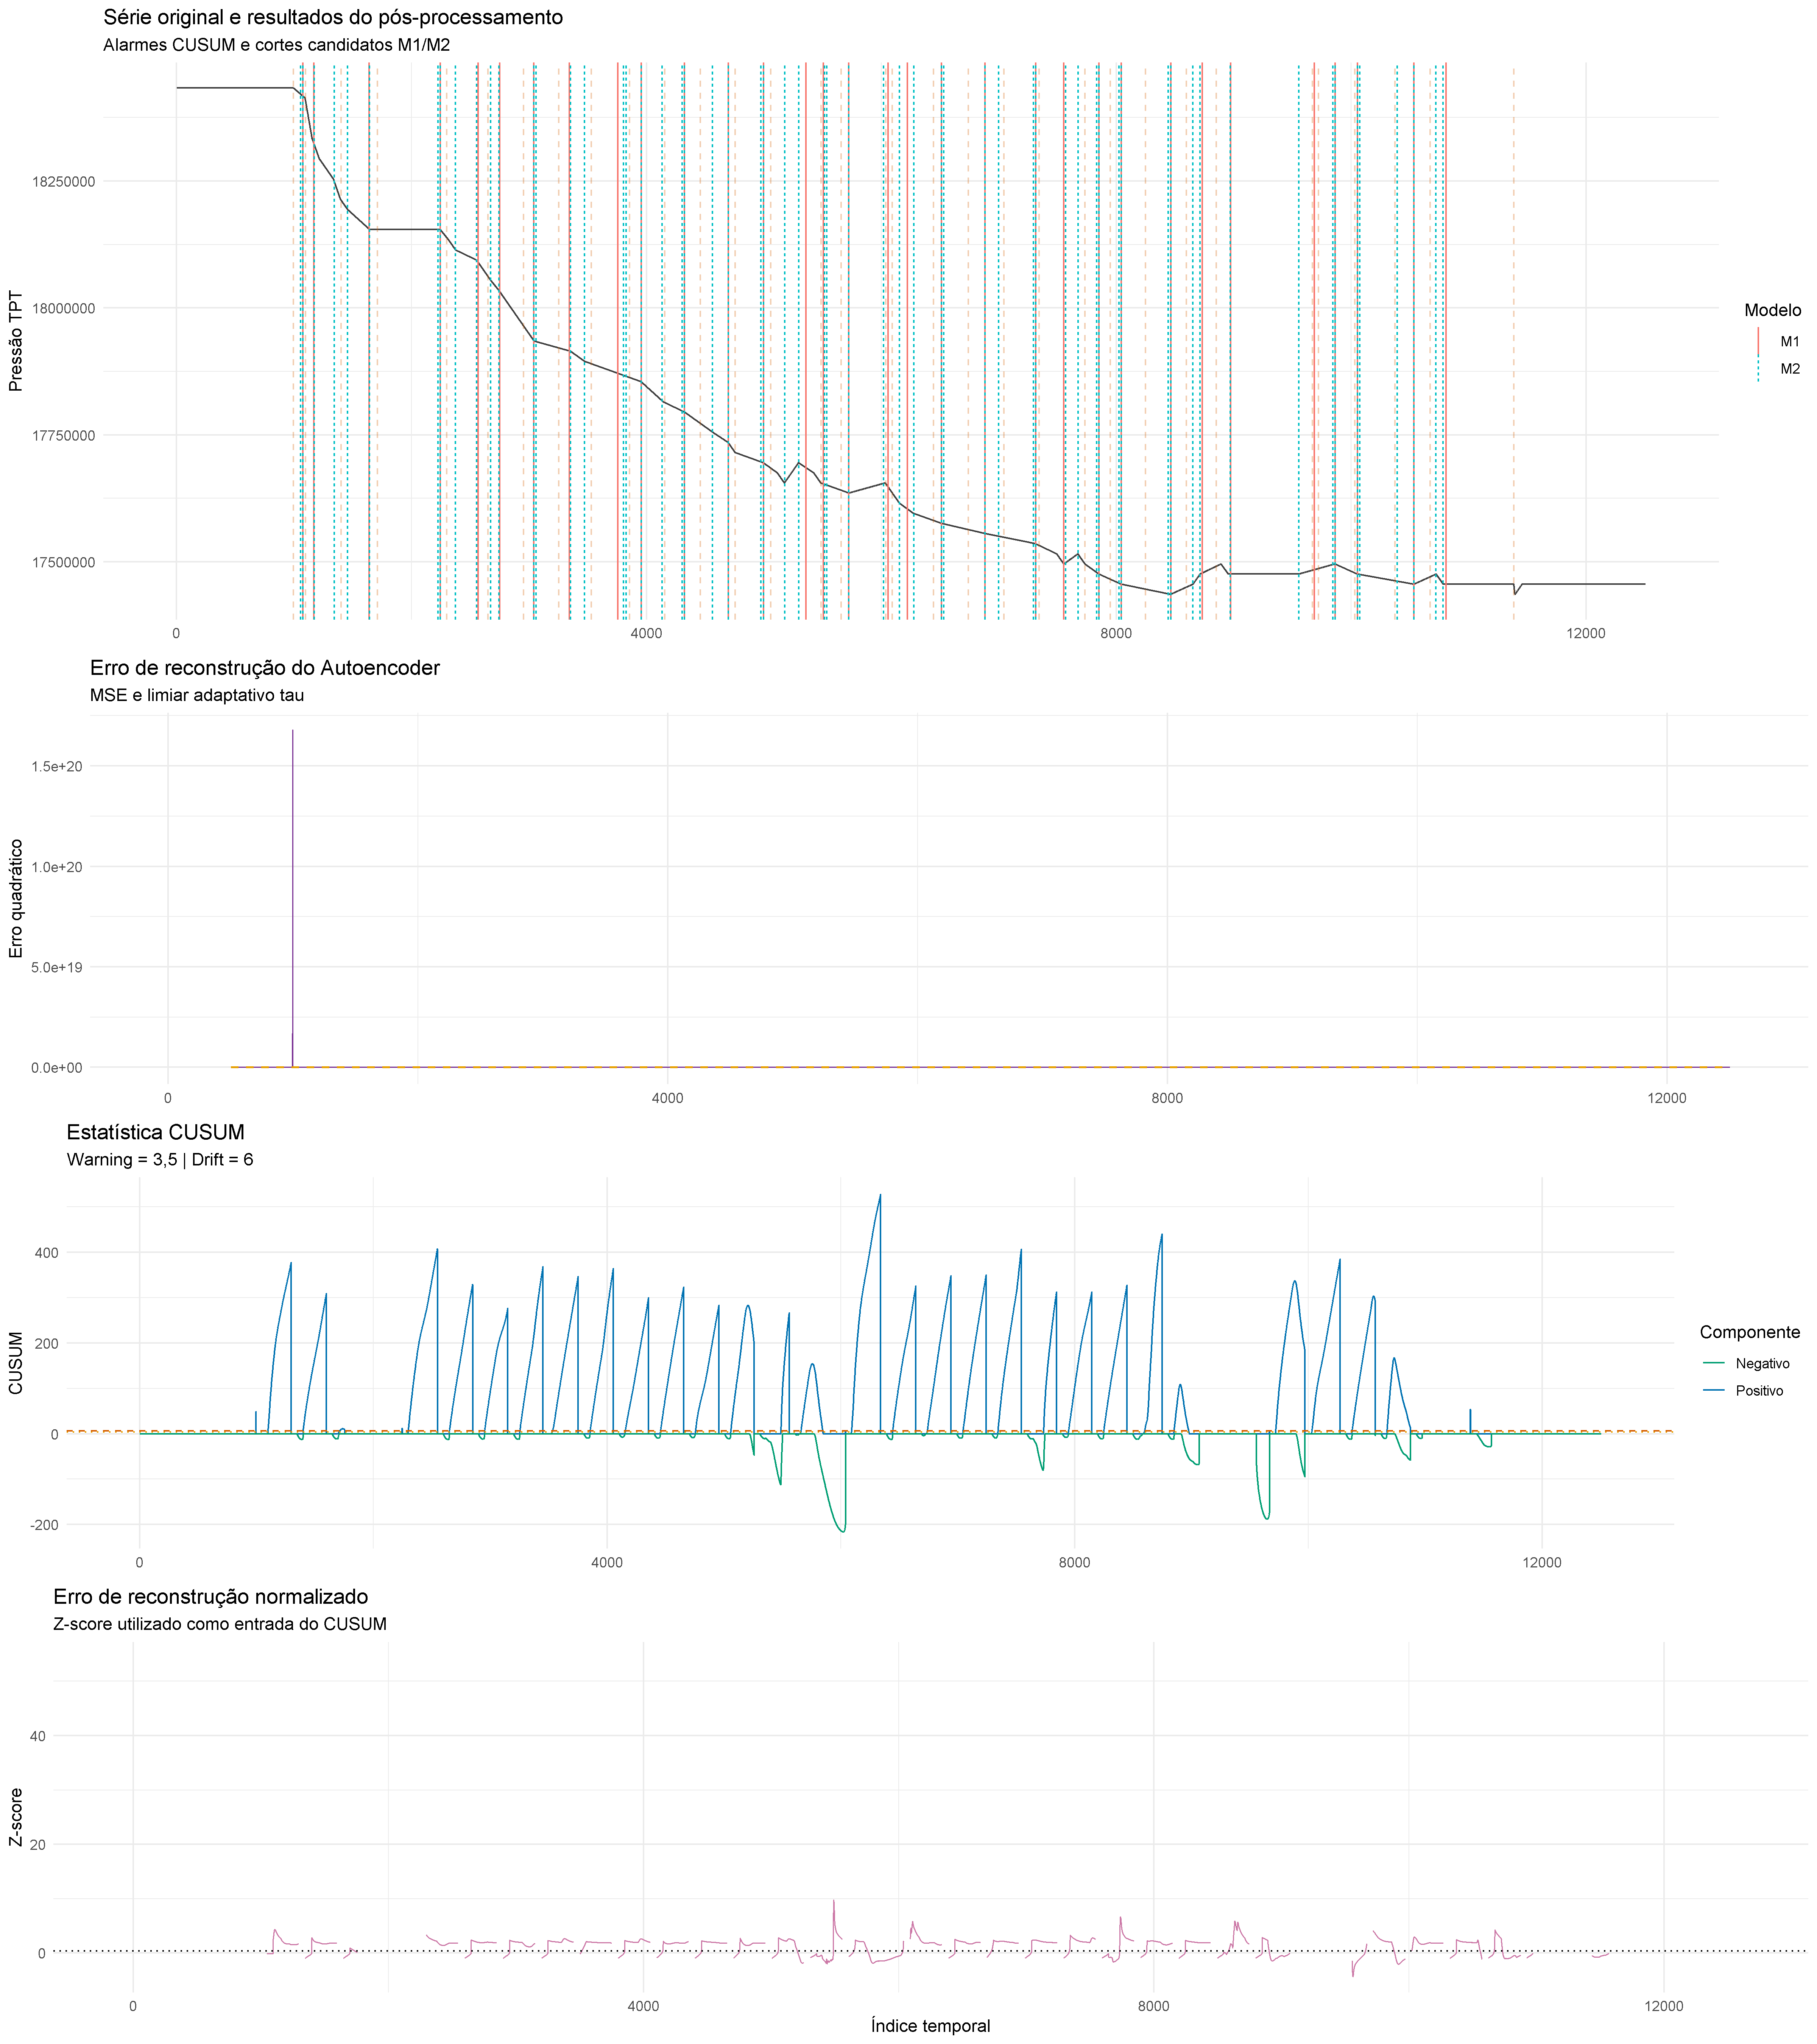 Série original e resultados do pós-processamento
Alarmes CUSUM e cortes candidatos M1/M2
Pressão TPT
18250000
18000000
17750000
17500000
0 4000 8000 12000
Modelo
M1
M2
Erro de reconstrução do Autoencoder
MSE e limiar adaptativo tau
Erro quadrático
1.5e+20
1.0e+20
5.0e+19
0.0e+00
0 4000 8000 12000
Estatística CUSUM
Warning = 3,5 | Drift = 6
CUSUM
400
200
0
-200
0 4000 8000 12000
Componente
Negativo
Positivo
Erro de reconstrução normalizado
Z-score utilizado como entrada do CUSUM
Z-score
40
20
0
0 4000 8000 12000
Índice temporal